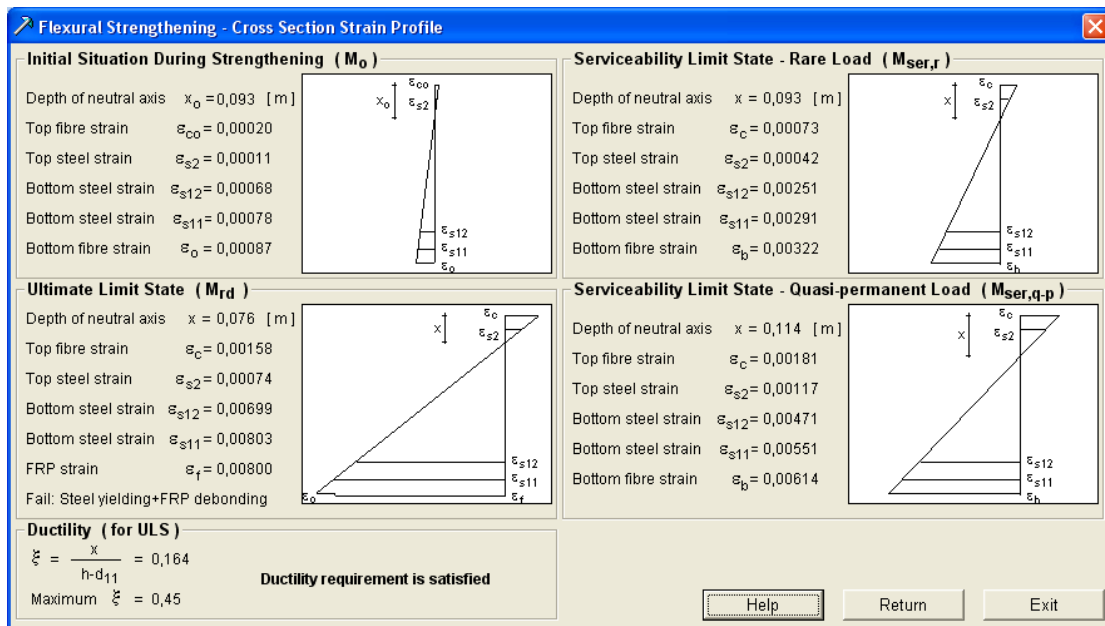 Flexural Strengthening - Cross Section Strain Profile
Initial Situation During Strengthening ( Mo )
Depth of neutral axis xo = 0,093 [ m ]
Top fibre strain εco = 0,00020
Top steel strain εs2 = 0,00011
Bottom steel strain εs12 = 0,00068
Bottom steel strain εs11 = 0,00078
Bottom fibre strain εo = 0,00087
εco
xo εs2
εs12
εs11
εo
Serviceability Limit State - Rare Load ( Mser,r )
Depth of neutral axis x = 0,093 [ m ]
Top fibre strain εc = 0,00073
Top steel strain εs2 = 0,00042
Bottom steel strain εs12 = 0,00251
Bottom steel strain εs11 = 0,00291
Bottom fibre strain εb = 0,00322
εc
x εs2
εs12
εs11
εb
Ultimate Limit State ( Mrd )
Depth of neutral axis x = 0,076 [ m ]
Top fibre strain εc = 0,00158
Top steel strain εs2 = 0,00074
Bottom steel strain εs12 = 0,00699
Bottom steel strain εs11 = 0,00803
FRP strain εf = 0,00800
Fail: Steel yielding+FRP debonding
εc
x εs2
εs12
εs11
εo εf
Serviceability Limit State - Quasi-permanent Load ( Mser,q-p )
Depth of neutral axis x = 0,114 [ m ]
Top fibre strain εc = 0,00181
Top steel strain εs2 = 0,00117
Bottom steel strain εs12 = 0,00471
Bottom steel strain εs11 = 0,00551
Bottom fibre strain εb = 0,00614
εc
x εs2
εs12
εs11
εb
Ductility ( for ULS )
ξ = x / h-d11 = 0,164
Maximum ξ = 0,45
Ductility requirement is satisfied
Help Return Exit